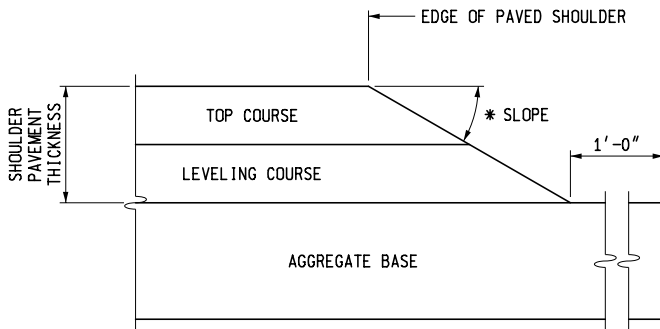 EDGE OF PAVED SHOULDER
TOP COURSE
* SLOPE
SHOULDER
PAVEMENT
THICKNESS
1'-0"
LEVELING COURSE
AGGREGATE BASE